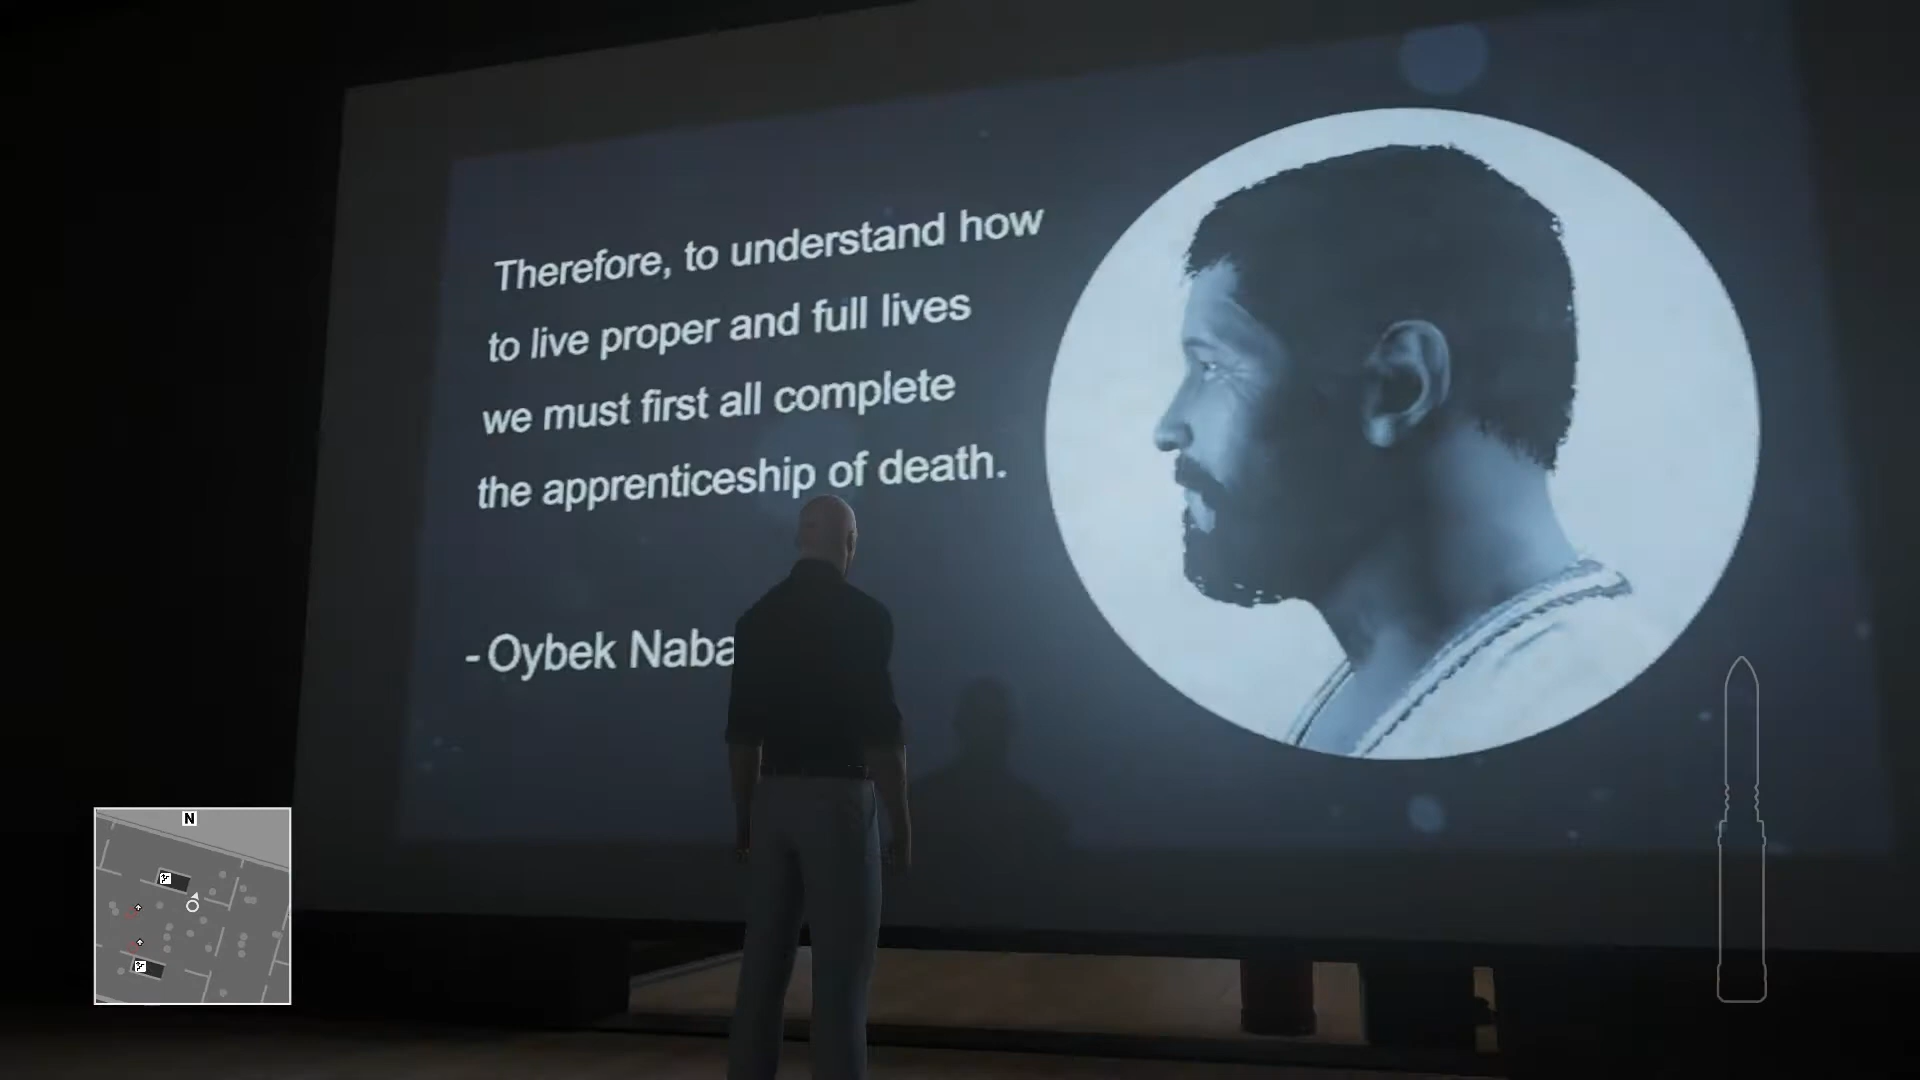 Therefore, to understand how
to live proper and full lives
we must first all complete
the apprenticeship of death.
- Oybek Naba
N